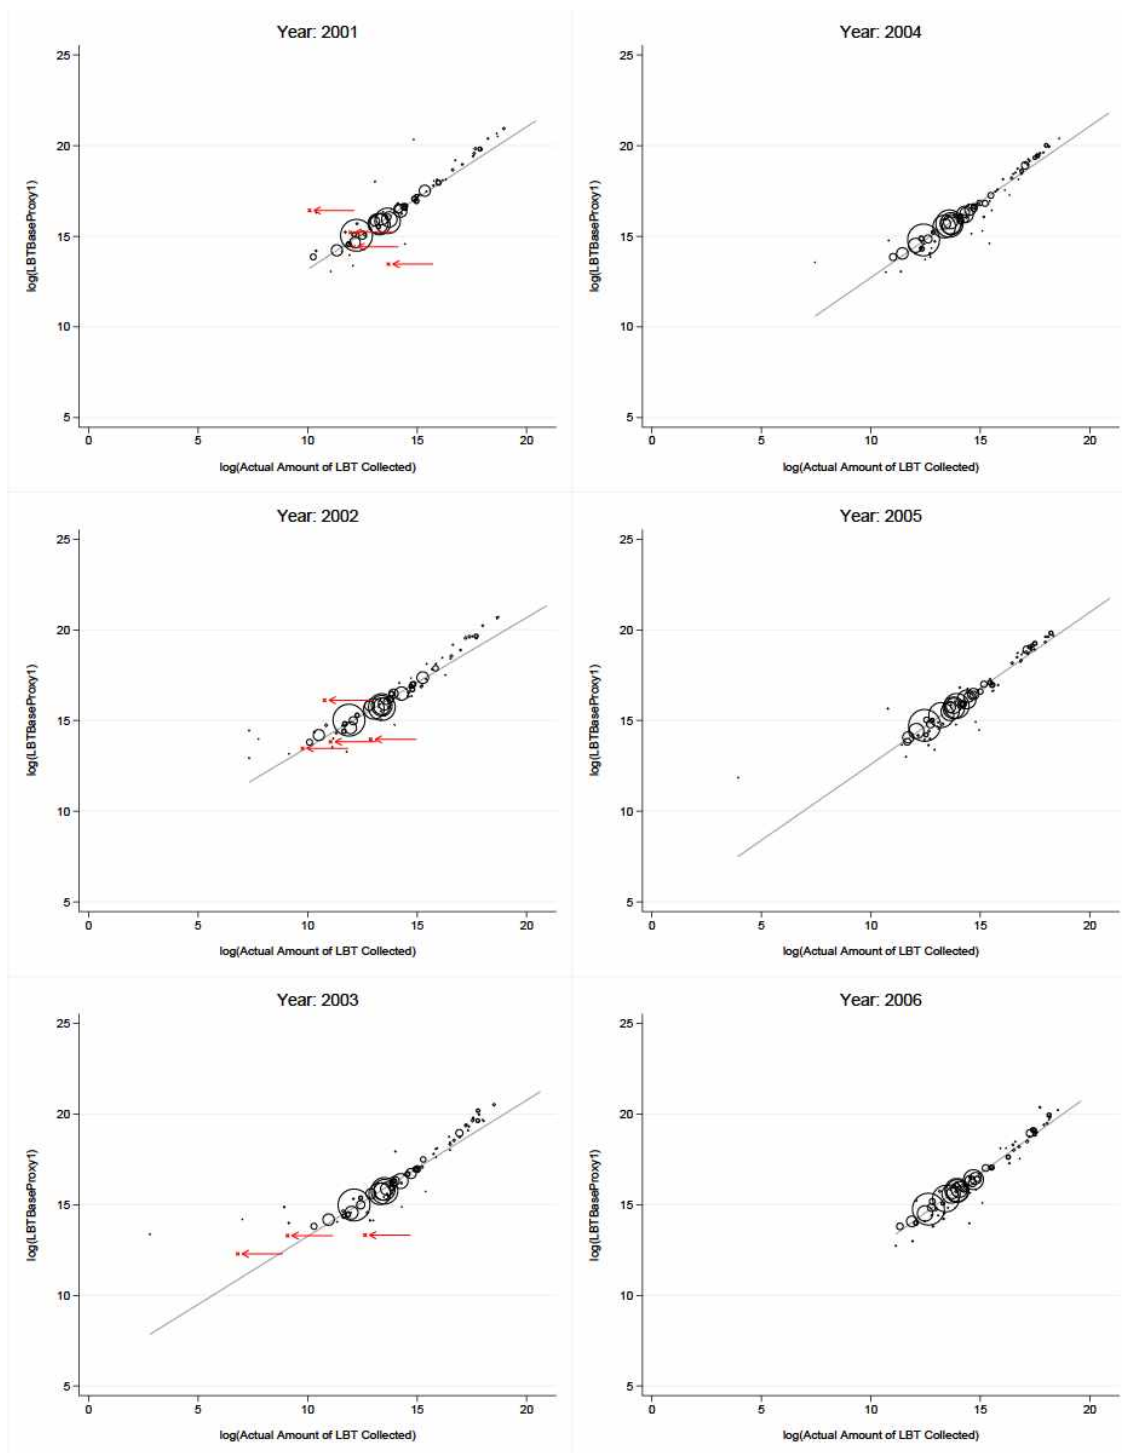 Year: 2001
25
20
15
10
5
log(LBTBaseProxy1)
0 5 10 15 20
log(Actual Amount of LBT Collected)
Year: 2004
25
20
15
10
5
log(LBTBaseProxy1)
0 5 10 15 20
log(Actual Amount of LBT Collected)
Year: 2002
25
20
15
10
5
log(LBTBaseProxy1)
0 5 10 15 20
log(Actual Amount of LBT Collected)
Year: 2005
25
20
15
10
5
log(LBTBaseProxy1)
0 5 10 15 20
log(Actual Amount of LBT Collected)
Year: 2003
25
20
15
10
5
log(LBTBaseProxy1)
0 5 10 15 20
log(Actual Amount of LBT Collected)
Year: 2006
25
20
15
10
5
log(LBTBaseProxy1)
0 5 10 15 20
log(Actual Amount of LBT Collected)